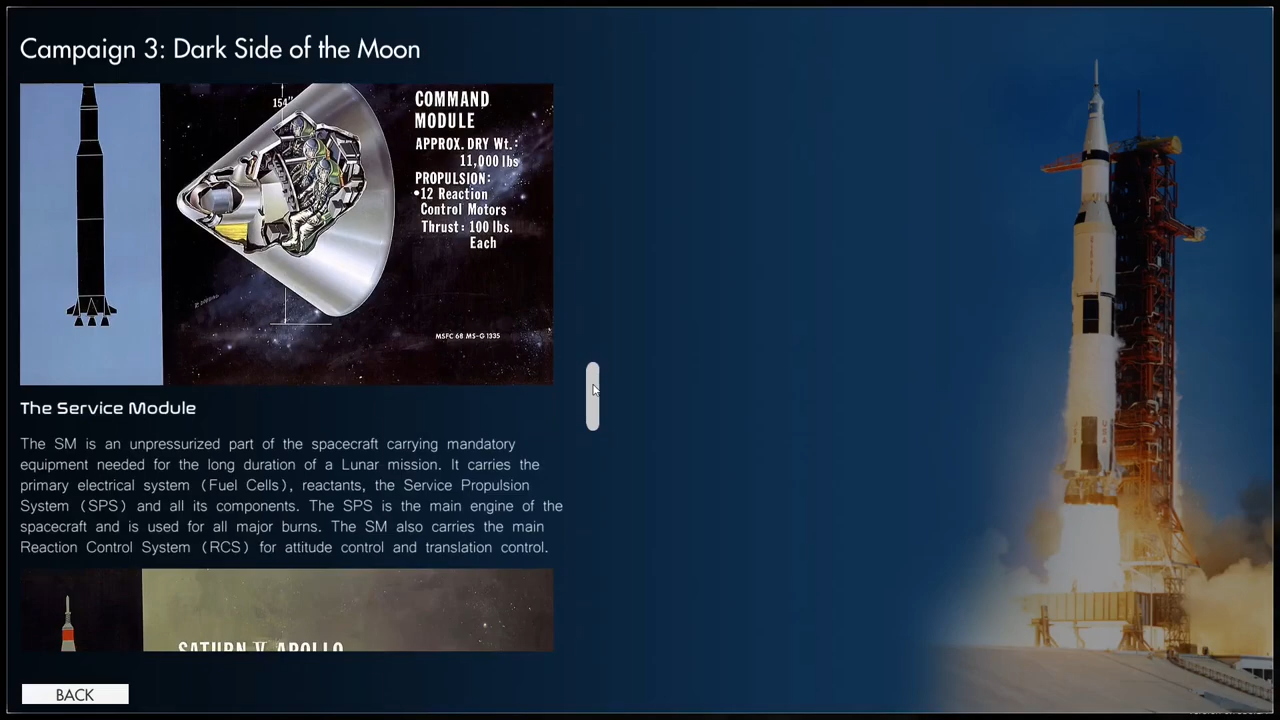 Campaign 3: Dark Side of the Moon
154"
COMMAND
MODULE
APPROX. DRY Wt.:
11,000 lbs
PROPULSION:
•12 Reaction
Control Motors
Thrust: 100 lbs.
Each
MSFC 68 MS-G 1335
The Service Module
The SM is an unpressurized part of the spacecraft carrying mandatory
equipment needed for the long duration of a Lunar mission. It carries the
primary electrical system (Fuel Cells), reactants, the Service Propulsion
System (SPS) and all its components. The SPS is the main engine of the
spacecraft and is used for all major burns. The SM also carries the main
Reaction Control System (RCS) for attitude control and translation control.
SATURN V APOLLO
BACK